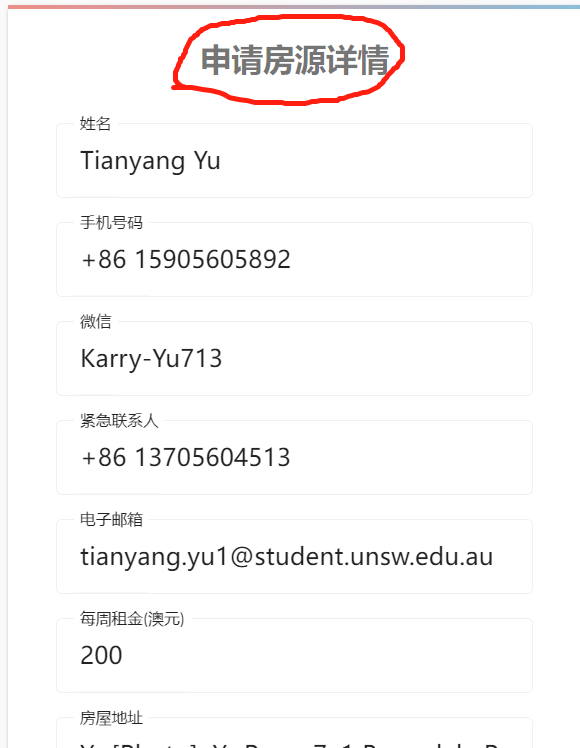 申请房源详情
姓名
Tianyang Yu
手机号码
+86 15905605892
微信
Karry-Yu713
紧急联系人
+86 13705604513
电子邮箱
tianyang.yu1@student.unsw.edu.au
每周租金(澳元)
200
房屋地址